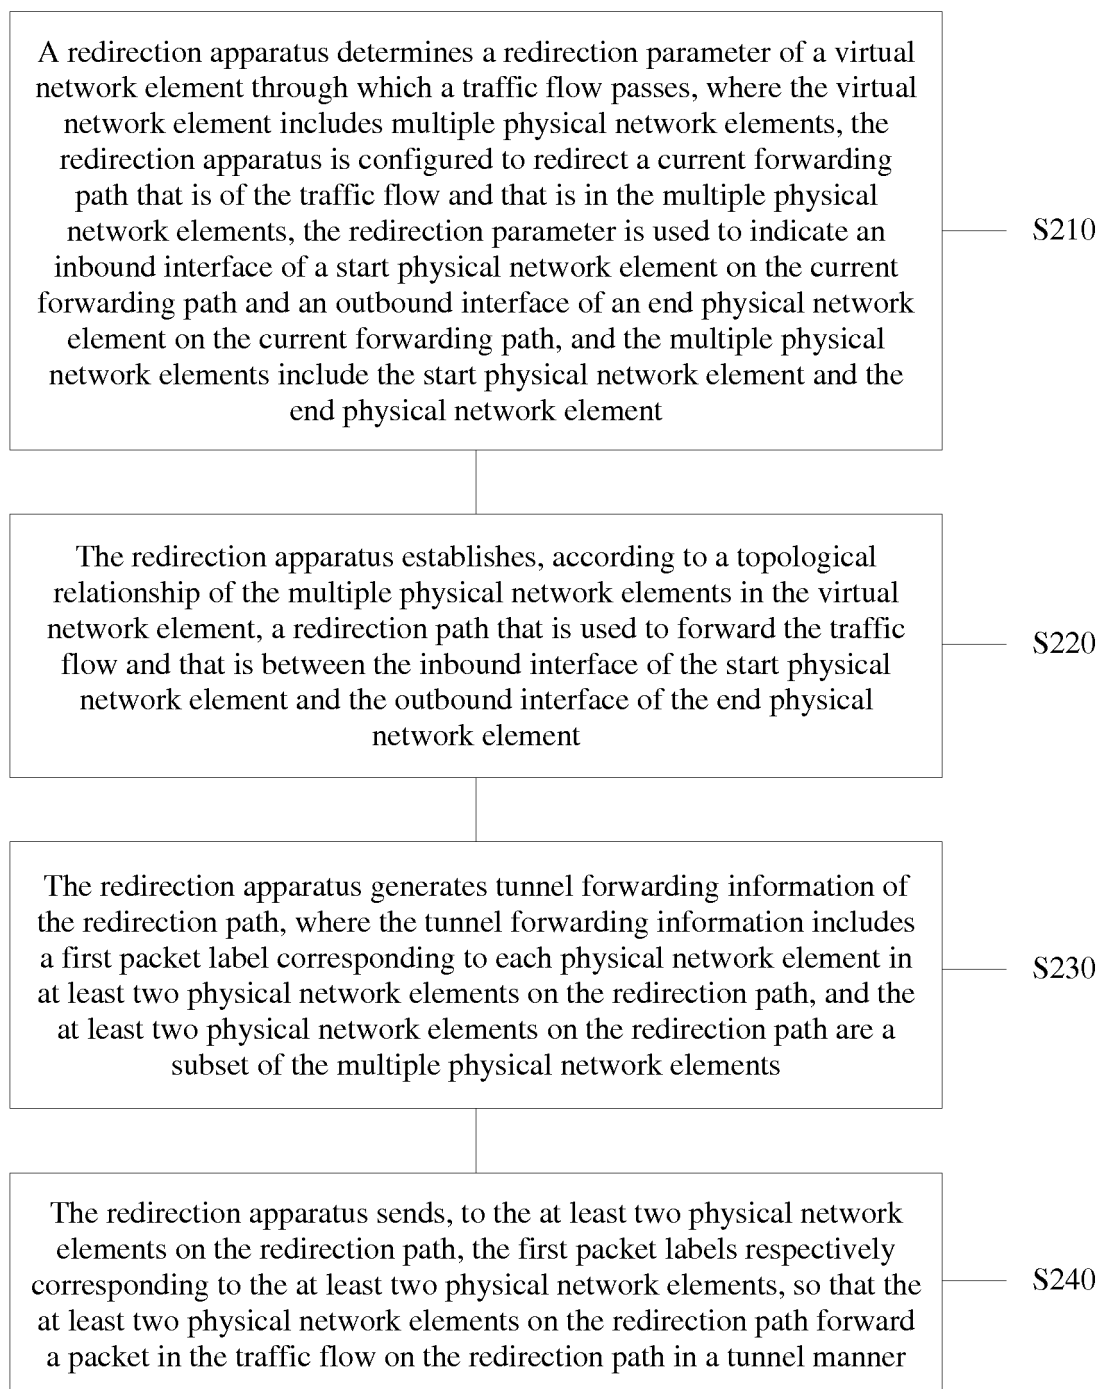 A redirection apparatus determines a redirection parameter of a virtual
network element through which a traffic flow passes, where the virtual
network element includes multiple physical network elements, the
redirection apparatus is configured to redirect a current forwarding
path that is of the traffic flow and that is in the multiple physical
network elements, the redirection parameter is used to indicate an
inbound interface of a start physical network element on the current
forwarding path and an outbound interface of an end physical network
element on the current forwarding path, and the multiple physical
network elements include the start physical network element and the
end physical network element
S210
The redirection apparatus establishes, according to a topological
relationship of the multiple physical network elements in the virtual
network element, a redirection path that is used to forward the traffic
flow and that is between the inbound interface of the start physical
network element and the outbound interface of the end physical
network element
S220
The redirection apparatus generates tunnel forwarding information of
the redirection path, where the tunnel forwarding information includes
a first packet label corresponding to each physical network element in
at least two physical network elements on the redirection path, and the
at least two physical network elements on the redirection path are a
subset of the multiple physical network elements
S230
The redirection apparatus sends, to the at least two physical network
elements on the redirection path, the first packet labels respectively
corresponding to the at least two physical network elements, so that the
at least two physical network elements on the redirection path forward
a packet in the traffic flow on the redirection path in a tunnel manner
S240